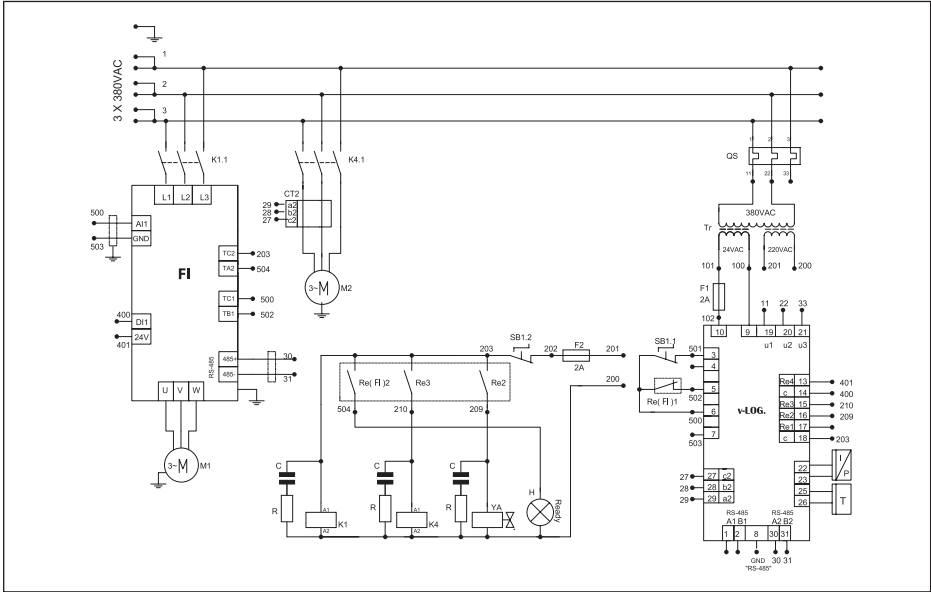 3 X 380VAC
1
2
3
K1.1
K4.1
1 2 3
QS
11 22 33
380VAC
Tr
24VAC
220VAC
101 100 201 200
F1
2A
102
11 22 33
10 9 19 20 21
u1 u2 u3
L1 L2 L3
500
AI1
503
GND
FI
TC2
203
TA2
504
TC1
500
TB1
502
400
DI1
401
24V
RS-485
485+
30
485-
31
U V W
3~M
M1
CT2
29
a2
28
b2
27
c2
3~M
M2
203
SB1.2
202
F2
2A
201
200
Re( FI )2
Re3
Re2
504
210
209
C
R
A1
A2
K1
C
R
A1
A2
K4
C
R
YA
H
Ready
SB1.1
501
3
4
Re( FI )1
5
502
6
500
7
503
v-LOG.
Re4 13 401
c 14 400
Re3 15 210
Re2 16 209
Re1 17
c 18 203
22
23
I
P
25
26
T
27 27 c2
28 28 b2
29 29 a2
RS-485
A1 B1
RS-485
A2 B2
1 2 8 30 31
GND
"RS-485"
30 31